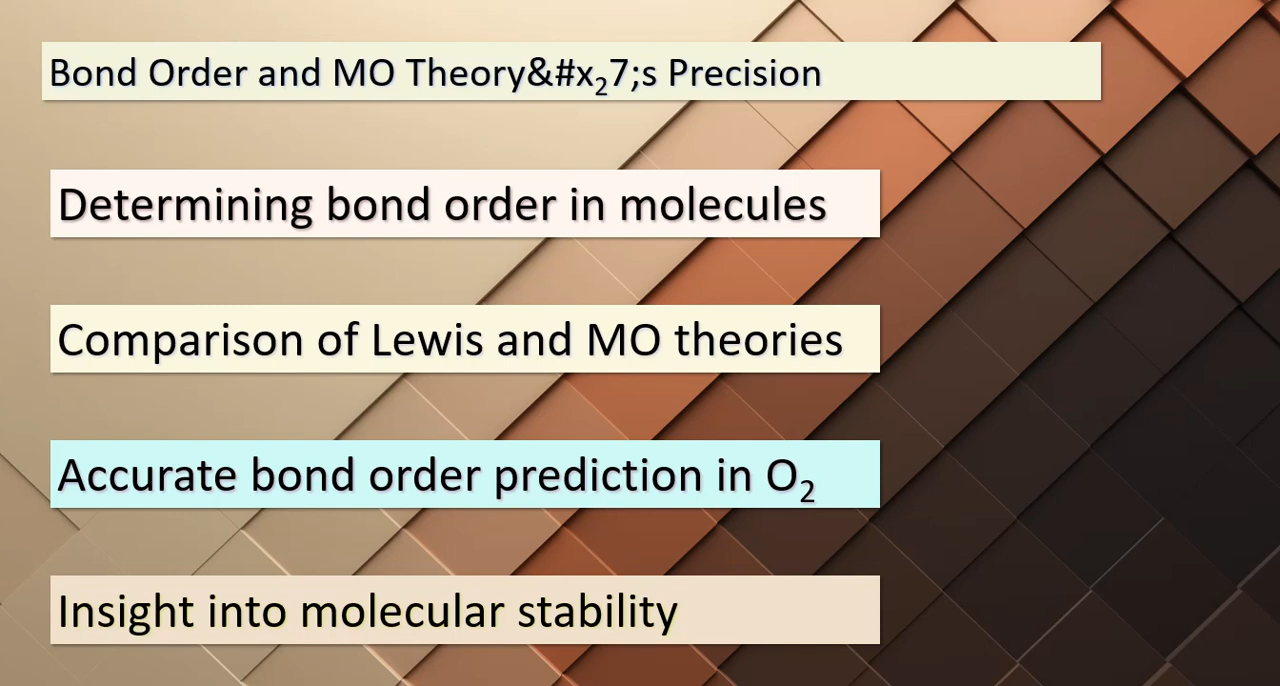 Bond Order and MO Theory&#x₂7;s Precision
Determining bond order in molecules
Comparison of Lewis and MO theories
Accurate bond order prediction in O₂
Insight into molecular stability